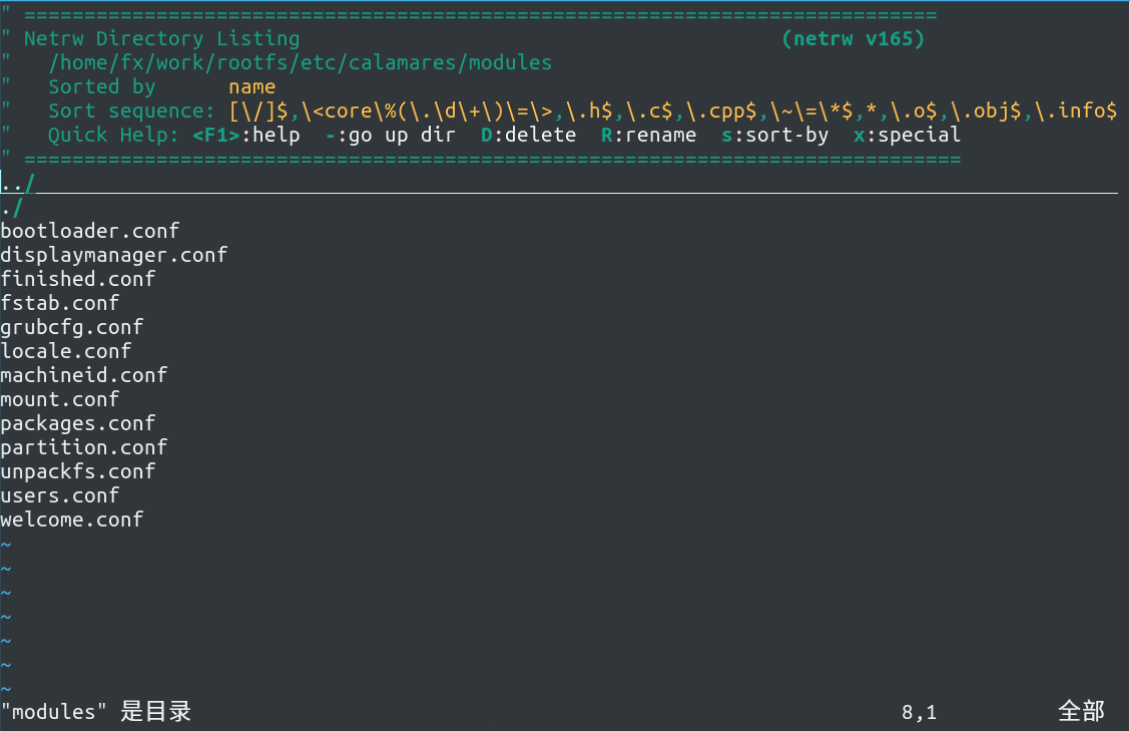 " ============================================================================
" Netrw Directory Listing                                        (netrw v165)
"   /home/fx/work/rootfs/etc/calamares/modules
"   Sorted by      name
"   Sort sequence: [\/]$,\<core\%(\.\d\+\)\=\>,\.h$,\.c$,\.cpp$,\~\=\*$,*,\.o$,\.obj$,\.info$
"   Quick Help: <F1>:help  -:go up dir  D:delete  R:rename  s:sort-by  x:special
" ==============================================================================
../
./
bootloader.conf
displaymanager.conf
finished.conf
fstab.conf
grubcfg.conf
locale.conf
machineid.conf
mount.conf
packages.conf
partition.conf
unpackfs.conf
users.conf
welcome.conf
~
~
~
~
~
~
~
"modules" 是目录                                                           8,1          全部